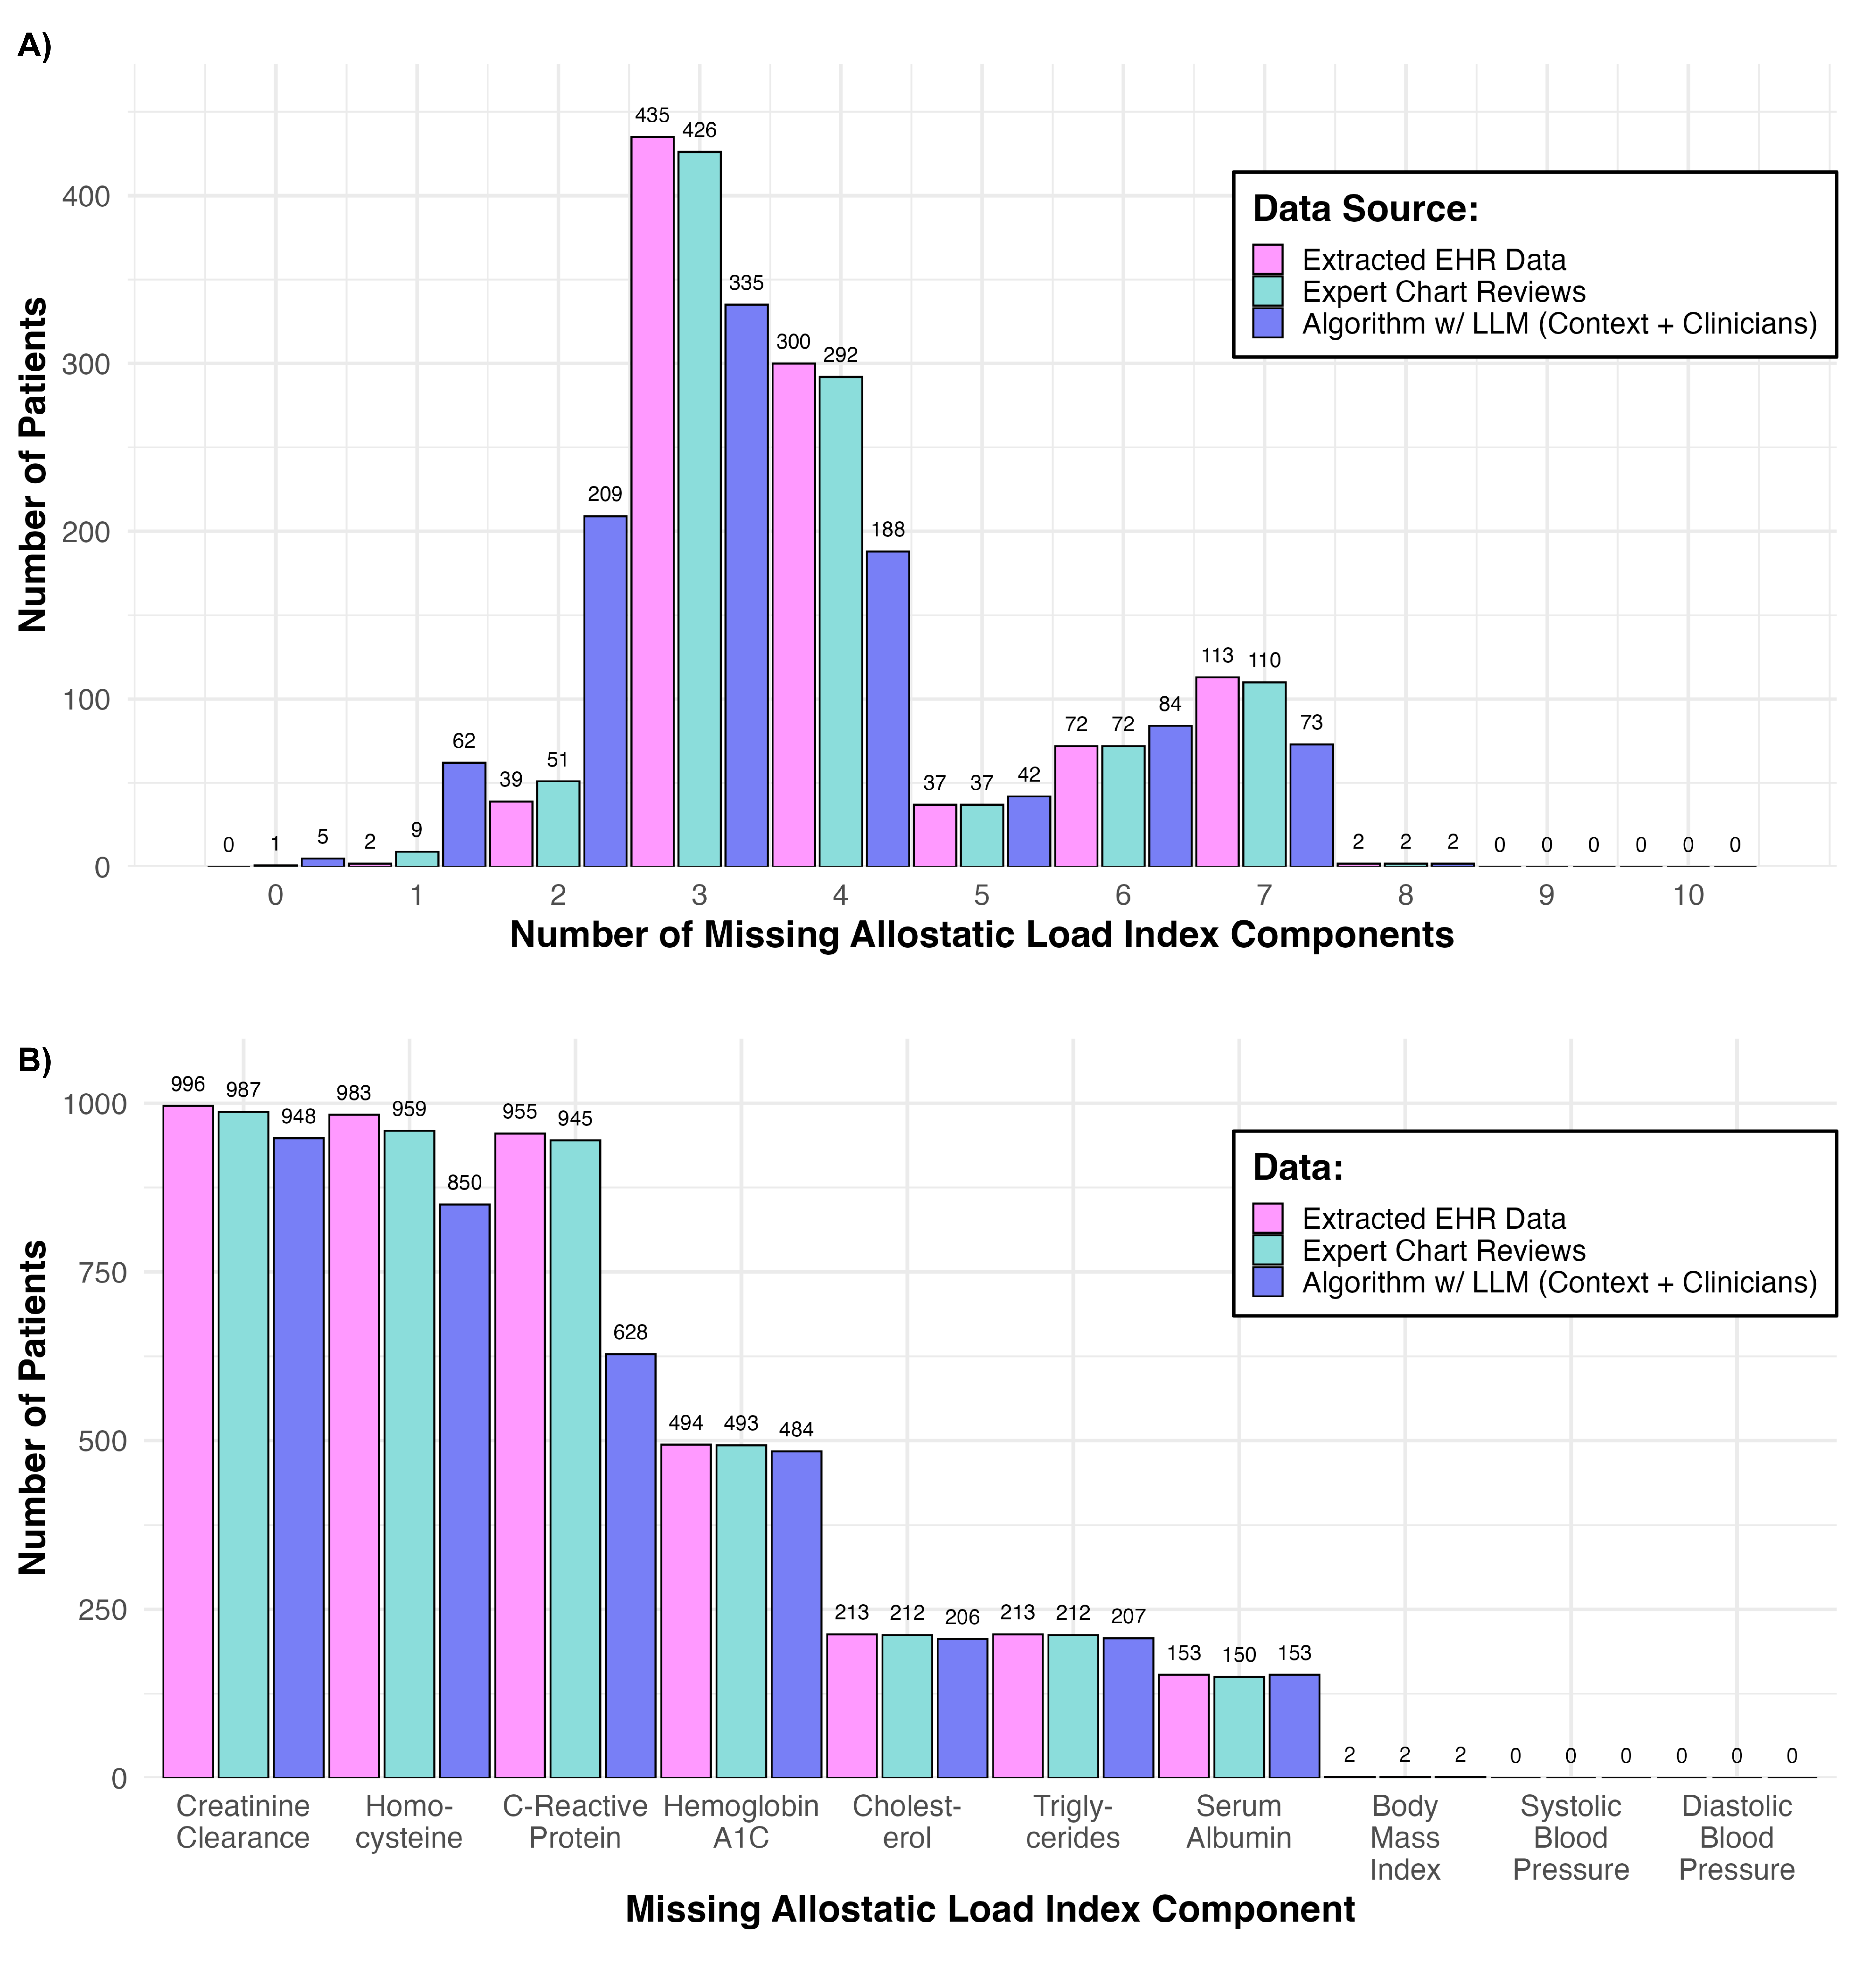 A)
Number of Patients
400
300
200
100
0
435
426
335
300
292
188
209
62
39
51
0
1
5
2
9
37
37
42
72
72
84
113
110
73
2
2
2
0
0
0
0
0
0
Data Source:
Extracted EHR Data
Expert Chart Reviews
Algorithm w/ LLM (Context + Clinicians)
0 1 2 3 4 5 6 7 8 9 10
Number of Missing Allostatic Load Index Components
B)
Number of Patients
1000
750
500
250
0
996
987
948
983
959
850
955
945
628
494
493
484
213
212
206
213
212
207
153
150
153
2
2
2
0
0
0
0
0
0
Data:
Extracted EHR Data
Expert Chart Reviews
Algorithm w/ LLM (Context + Clinicians)
Creatinine
Clearance
Homo-
cysteine
C-Reactive
Protein
Hemoglobin
A1C
Cholest-
erol
Trigly-
cerides
Serum
Albumin
Body
Mass
Index
Systolic
Blood
Pressure
Diastolic
Blood
Pressure
Missing Allostatic Load Index Component